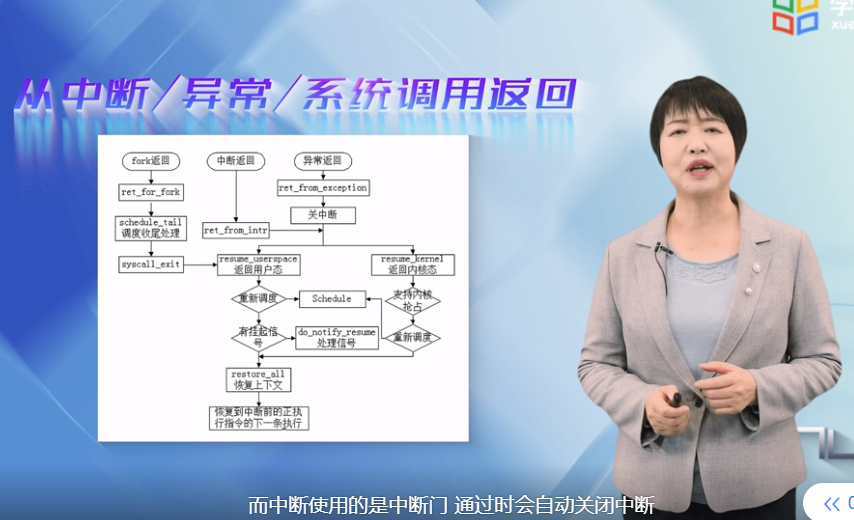 学
xue
从中断/异常/系统调用返回
fork返回
中断返回
异常返回
ret_for_fork
ret_from_exception
schedule_tail
调度收尾处理
关中断
ret_from_intr
syscall_exit
resume_userspace
返回用户态
resume_kernel
返回内核态
重新调度
Schedule
支持内核
抢占
有挂起信
号
do_notify_resume
处理信号
重新调度
restore_all
恢复上下文
恢复到中断前的正执
行指令的下一条执行
而中断使用的是中断门 通过时会自动关闭中断